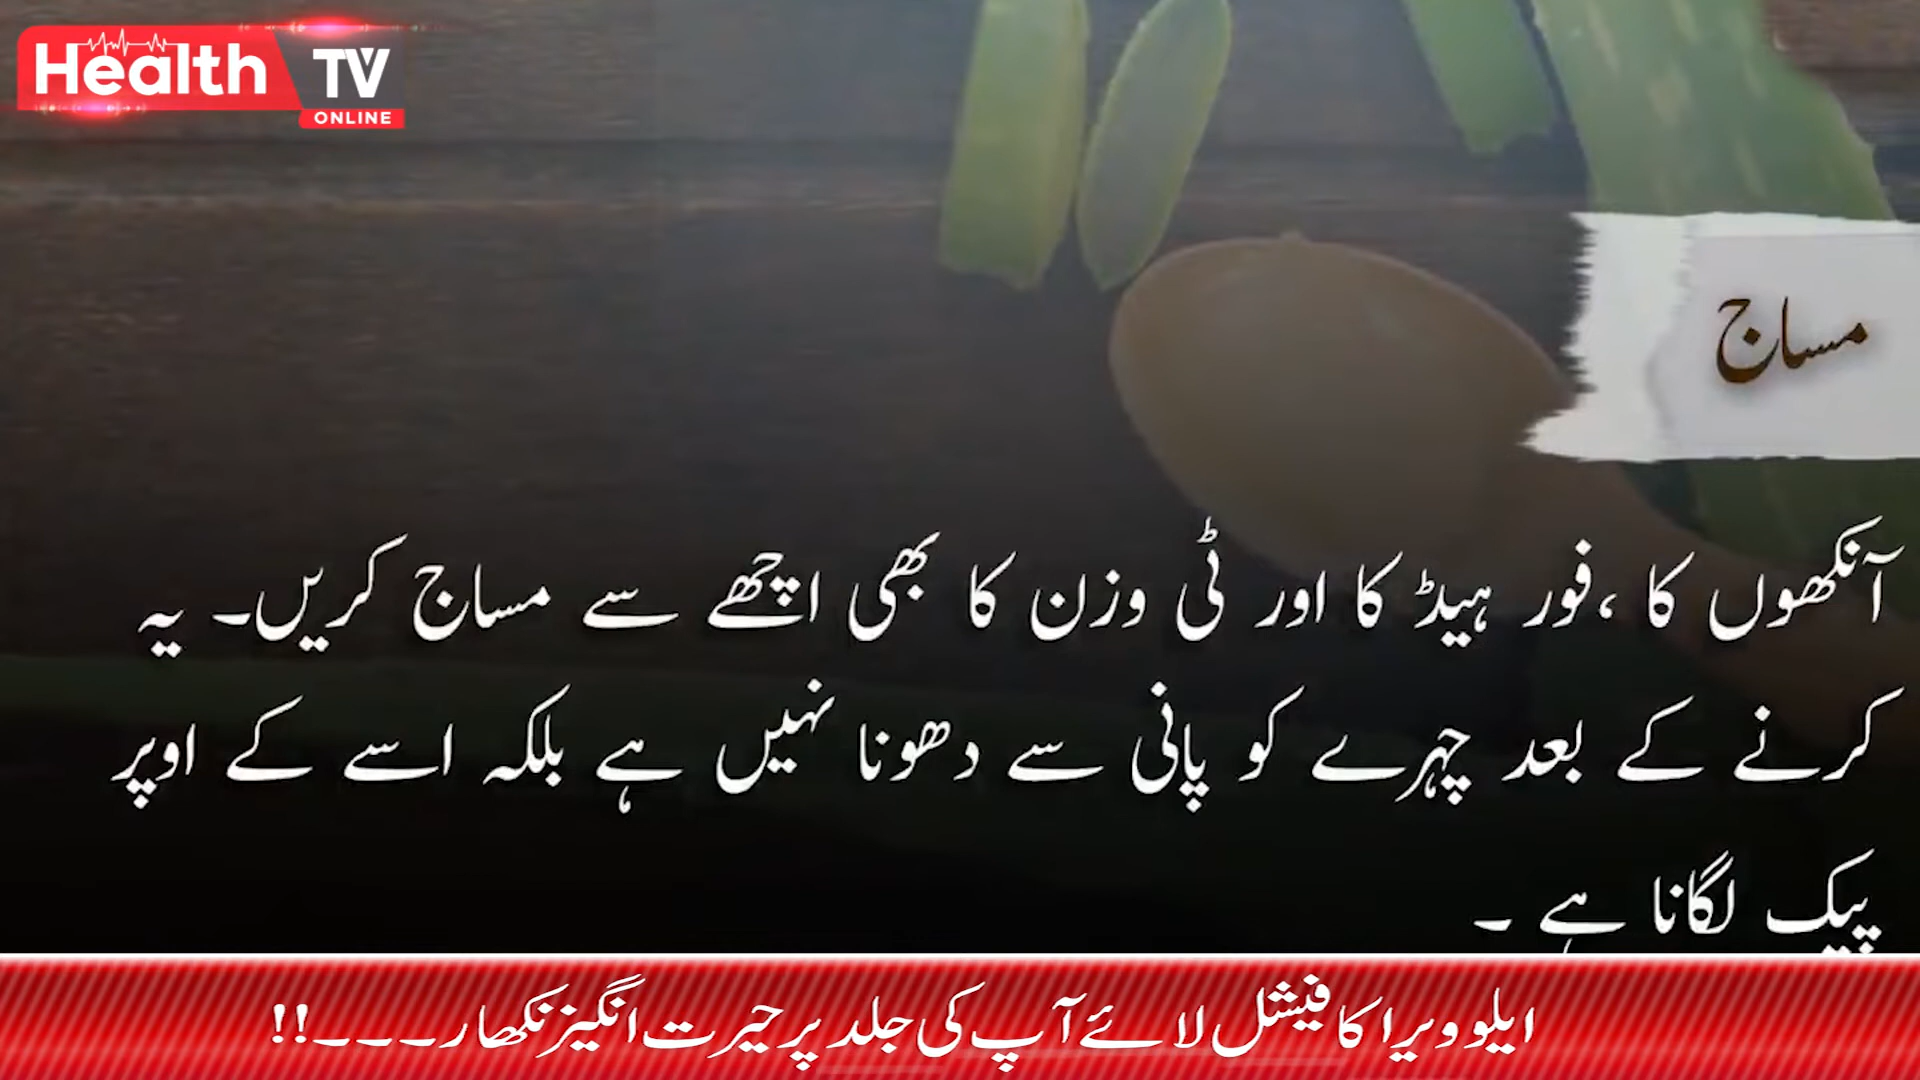 Health TV
ONLINE
مساج
آنکھوں کا ،فور ہیڈ کا اور ٹی وزن کا بھی اچھے سے مساج کریں۔ یہ
کرنے کے بعد چہرے کو پانی سے دھونا نہیں ہے بلکہ اسے کے اوپر
پیک لگانا ہے ۔
ایلوویرا کا فیشل لائے آپ کی جلد پر حیرت انگیز نکھار۔۔۔۔!!